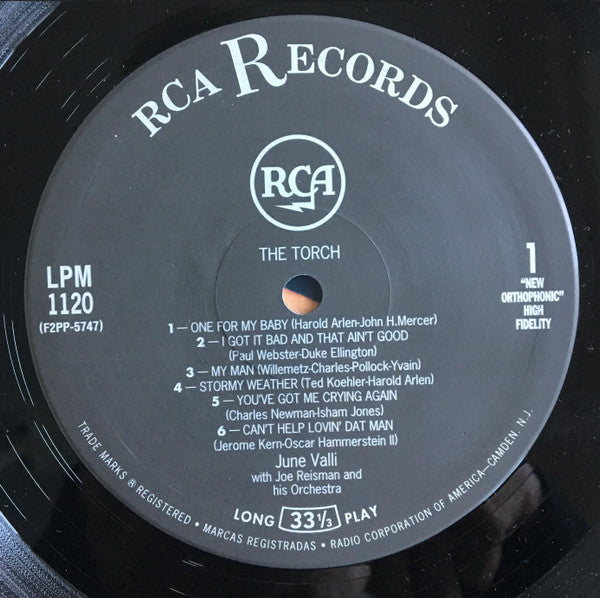 RCA RECORDS
RCA
THE TORCH
LPM
1120
(F2PP-5747)
1
"NEW
ORTHOPHONIC"
HIGH
FIDELITY
1 — ONE FOR MY BABY (Harold Arlen-John H.Mercer)
2 — I GOT IT BAD AND THAT AIN'T GOOD
(Paul Webster-Duke Ellington)
3 — MY MAN (Willemetz-Charles-Pollock-Yvain)
4 — STORMY WEATHER (Ted Koehler-Harold Arlen)
5 — YOU'VE GOT ME CRYING AGAIN
(Charles Newman-Isham Jones)
6 — CAN'T HELP LOVIN' DAT MAN
(Jerome Kern-Oscar Hammerstein II)
June Valli
with Joe Reisman and
his Orchestra
LONG 33⅓ PLAY
TRADE MARKS ® REGISTERED • MARCAS REGISTRADAS • RADIO CORPORATION OF AMERICA—CAMDEN, N.J.